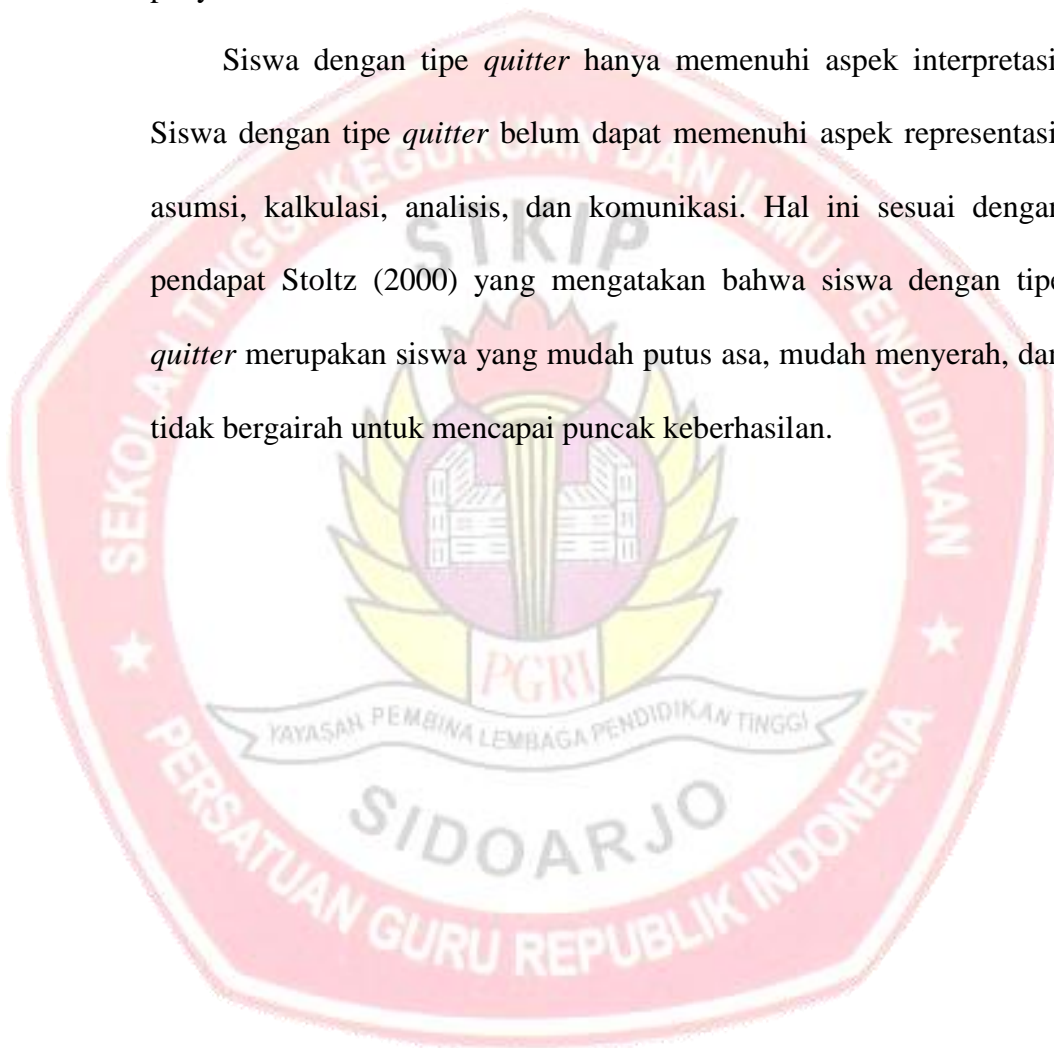 Siswa dengan tipe quitter hanya memenuhi aspek interpretasi
Siswa dengan tipe quitter belum dapat memenuhi aspek representasi
asumsi, kalkulasi, analisis, dan komunikasi. Hal ini sesuai dengan
pendapat Stoltz (2000) yang mengatakan bahwa siswa dengan tipe
quitter merupakan siswa yang mudah putus asa, mudah menyerah, dan
tidak bergairah untuk mencapai puncak keberhasilan.
SEKOLAH TINGGI KEGURUAN DAN ILMU PENDIDIKAN
STKIP
PGRI
YAYASAN PEMBINA LEMBAGA PENDIDIKAN TINGGI
SIDOARJO
PERSATUAN GURU REPUBLIK INDONESIA